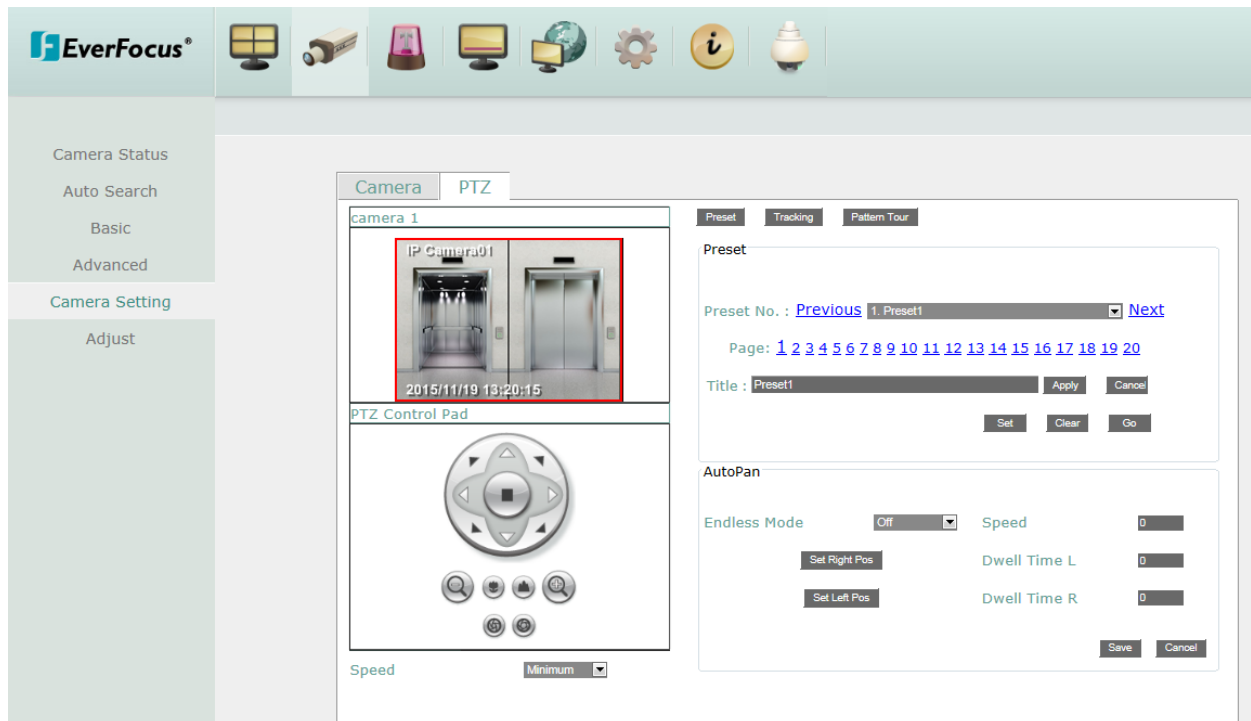 EverFocus®
Camera Status
Auto Search
Basic
Advanced
Camera Setting
Adjust
Camera PTZ
camera 1
IP Camera01
2015/11/19 13:20:15
PTZ Control Pad
Speed Minimum
Preset Tracking Pattern Tour
Preset
Preset No. : Previous 1. Preset1 Next
Page: 1 2 3 4 5 6 7 8 9 10 11 12 13 14 15 16 17 18 19 20
Title : Preset1 Apply Cancel
Set Clear Go
AutoPan
Endless Mode Off Speed 0
Set Right Pos Dwell Time L 0
Set Left Pos Dwell Time R 0
Save Cancel